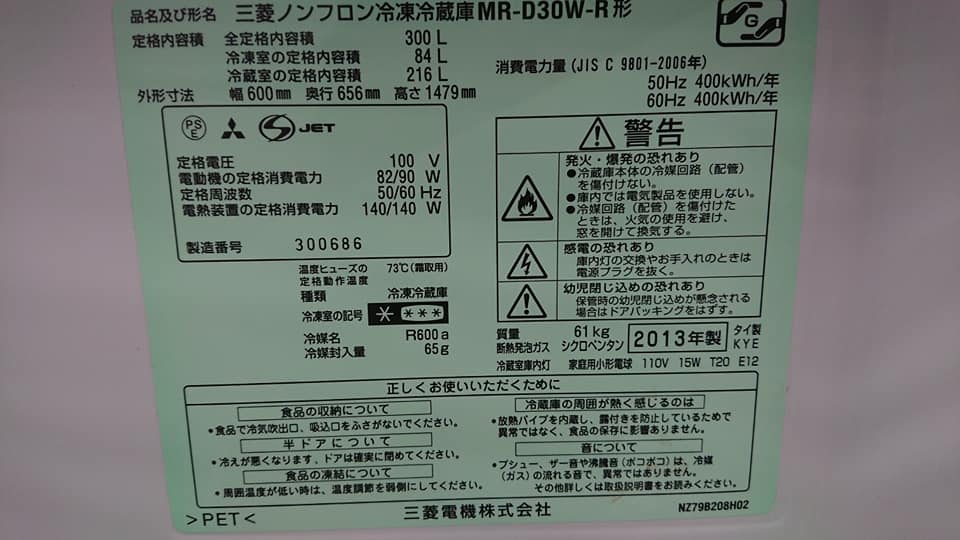 品名及び形名 三菱ノンフロン冷凍冷蔵庫MR-D30W-R形
定格内容積 全定格内容積 300 L
冷凍室の定格内容積 84 L
冷蔵室の定格内容積 216 L
外形寸法 幅 600㎜ 奥行 656㎜ 高さ 1479㎜
G
消費電力量 (JIS C 9801-2006年)
50Hz 400kWh/年
60Hz 400kWh/年
PSE JET
定格電圧 100 V
電動機の定格消費電力 82/90 W
定格周波数 50/60 Hz
電熱装置の定格消費電力 140/140 W
製造番号 300686
温度ヒューズの定格動作温度 73℃(霜取用)
種類 冷凍冷蔵庫
冷凍室の記号 * ***
冷媒名 R600a
冷媒封入量 65g
警告
発火・爆発の恐れあり
●冷蔵庫本体の冷媒回路(配管)
を傷付けない。
●庫内では電気製品を使用しない。
●冷媒回路(配管)を傷付けた
ときは、火気の使用を避け、
窓を開けて換気する。
感電の恐れあり
庫内灯の交換やお手入れのときは
電源プラグを抜く。
幼児閉じ込めの恐れあり
保管時の幼児閉じ込めが懸念される
場合はドアパッキングをはずす。
質量 61kg
断熱発泡ガス シクロペンタン
2013年製 タイ製
KYE
冷蔵室庫内灯 家庭用小形電球 110V 15W T20 E12
正しくお使いいただくために
食品の収納について
•食品で冷気吹出口、吸込口をふさがないでください。
半ドアについて
•冷えが悪くなります、ドアは確実に閉めてください。
食品の凍結について
•周囲温度が低い時は、温度調節を弱側にしてください。
冷蔵庫の周囲が熱く感じるのは
•放熱パイプを内蔵し、露付きを防止しているためで
異常ではなく、食品の保存に影響ありません。
音について
•プシュー、ザー音や沸騰音(ポコポコ)は、冷媒
(ガス)の流れる音で、異常ではありません。
その他詳しくは取扱説明書をお読みください。
>PET<
三菱電機株式会社
NZ79B208H02